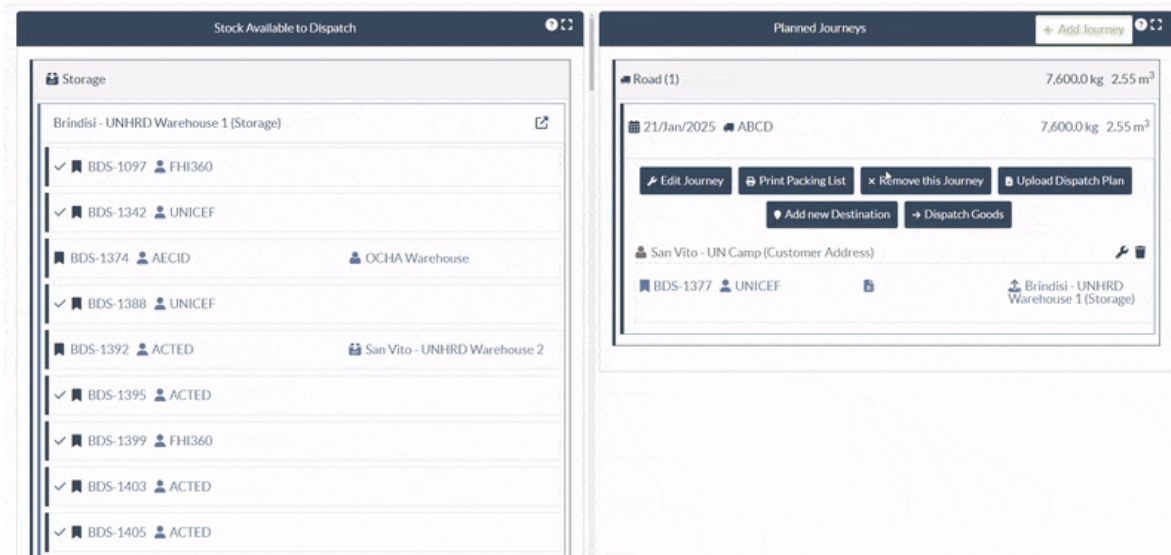 Stock Available to Dispatch
Storage
Brindisi - UNHRD Warehouse 1 (Storage)
BDS-1097 FHI360
BDS-1342 UNICEF
BDS-1374 AECID OCHA Warehouse
BDS-1388 UNICEF
BDS-1392 ACTED San Vito - UNHRD Warehouse 2
BDS-1395 ACTED
BDS-1399 FHI360
BDS-1403 ACTED
BDS-1405 ACTED
Planned Journeys
+ Add Journey
Road (1) 7,600.0 kg 2.55 m³
21/Jan/2025 ABCD 7,600.0 kg 2.55 m³
Edit Journey Print Packing List × Remove this Journey Upload Dispatch Plan
Add new Destination → Dispatch Goods
San Vito - UN Camp (Customer Address)
BDS-1377 UNICEF Brindisi - UNHRD
Warehouse 1 (Storage)